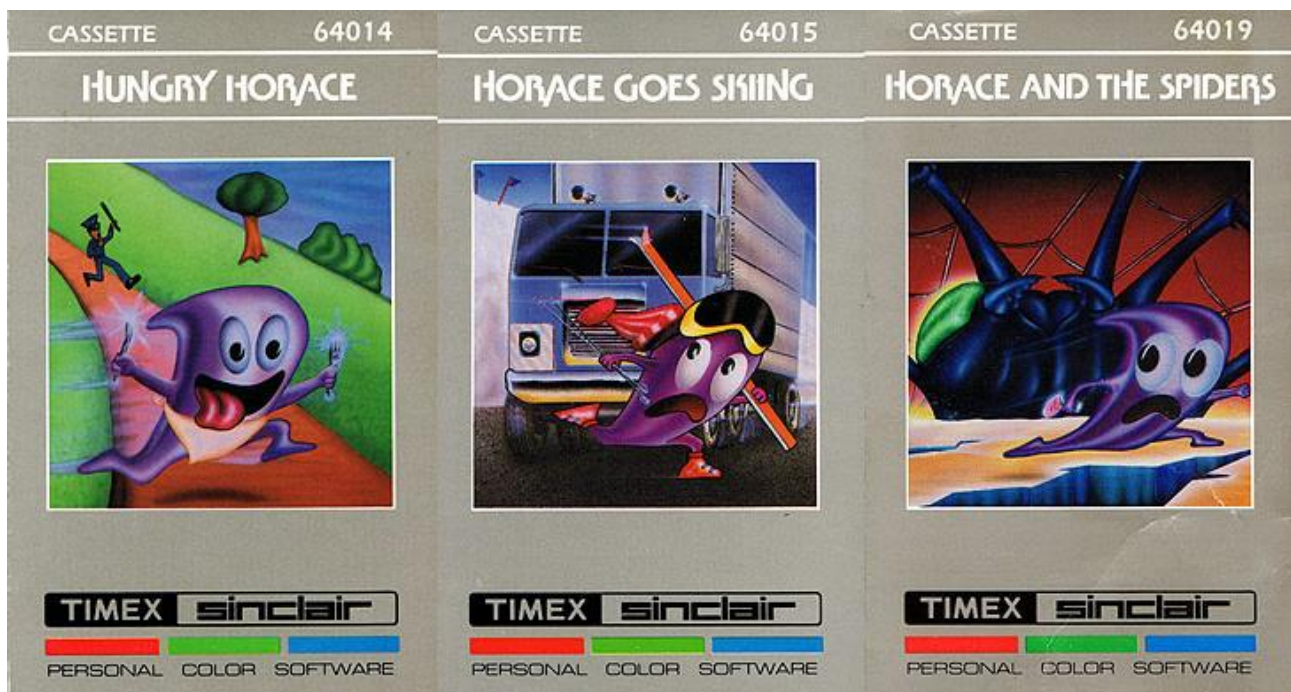 CASSETTE 64014
HUNGRY HORACE
TIMEX sinclair
PERSONAL COLOR SOFTWARE
CASSETTE 64015
HORACE GOES SKIING
TIMEX sinclair
PERSONAL COLOR SOFTWARE
CASSETTE 64019
HORACE AND THE SPIDERS
TIMEX sinclair
PERSONAL COLOR SOFTWARE